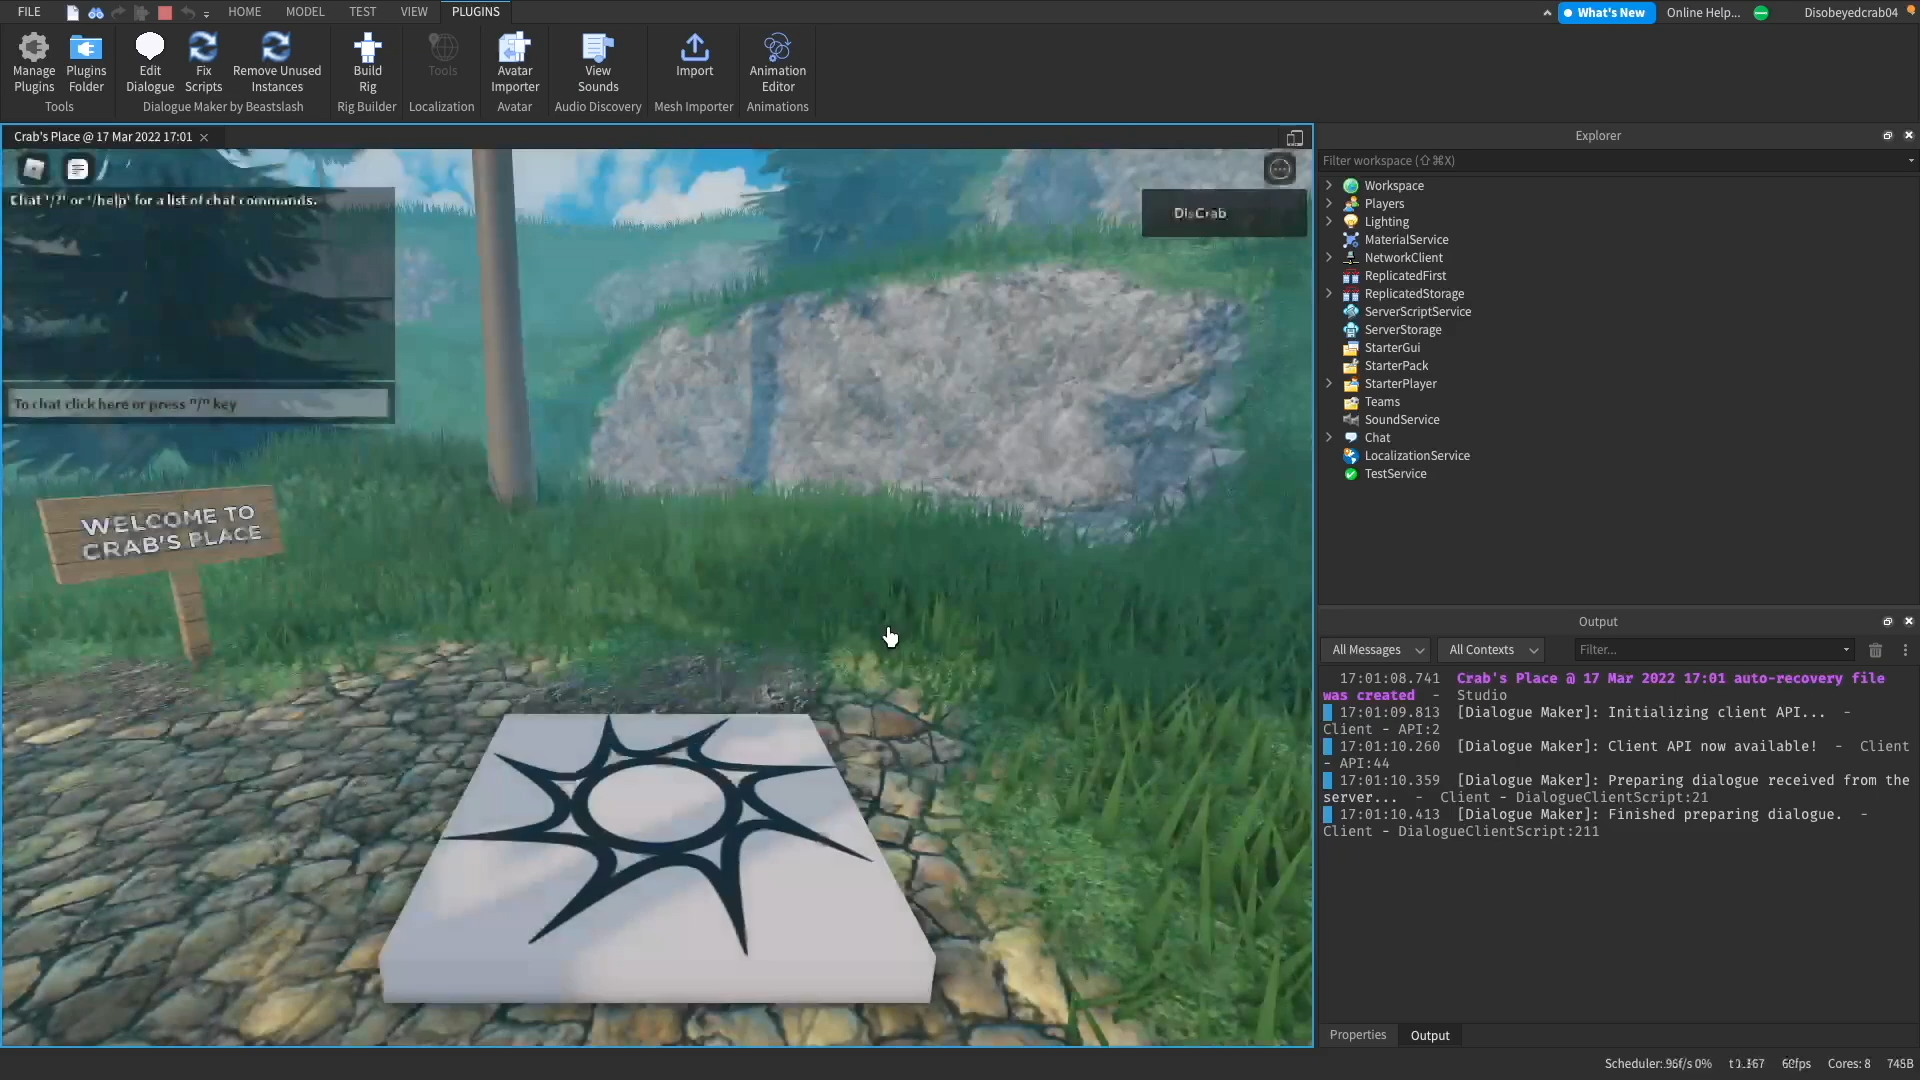 FILE HOME MODEL TEST VIEW PLUGINS What's New Online Help... Disobeyedcrab04
Manage Plugins
Plugins Folder
Edit Dialogue
Fix Scripts
Remove Unused Instances
Build Rig
Tools
Avatar Importer
View Sounds
Import
Animation Editor
Tools Dialogue Maker by Beastslash Rig Builder Localization Avatar Audio Discovery Mesh Importer Animations
Crab's Place @ 17 Mar 2022 17:01
Chat '/?' or '/help' for a list of chat commands.
To chat click here or press "/" key
WELCOME TO
CRAB'S PLACE
Explorer
Filter workspace (⇧⌘X)
Workspace
Players
Lighting
MaterialService
NetworkClient
ReplicatedFirst
ReplicatedStorage
ServerScriptService
ServerStorage
StarterGui
StarterPack
StarterPlayer
Teams
SoundService
Chat
LocalizationService
TestService
Output
All Messages All Contexts Filter...
17:01:08.741 Crab's Place @ 17 Mar 2022 17:01 auto-recovery file
was created - Studio
17:01:09.813 [Dialogue Maker]: Initializing client API... -
Client - API:2
17:01:10.260 [Dialogue Maker]: Client API now available! - Client
- API:44
17:01:10.359 [Dialogue Maker]: Preparing dialogue received from the
server... - Client - DialogueClientScript:21
17:01:10.413 [Dialogue Maker]: Finished preparing dialogue. -
Client - DialogueClientScript:211
Properties Output
Cores: 8